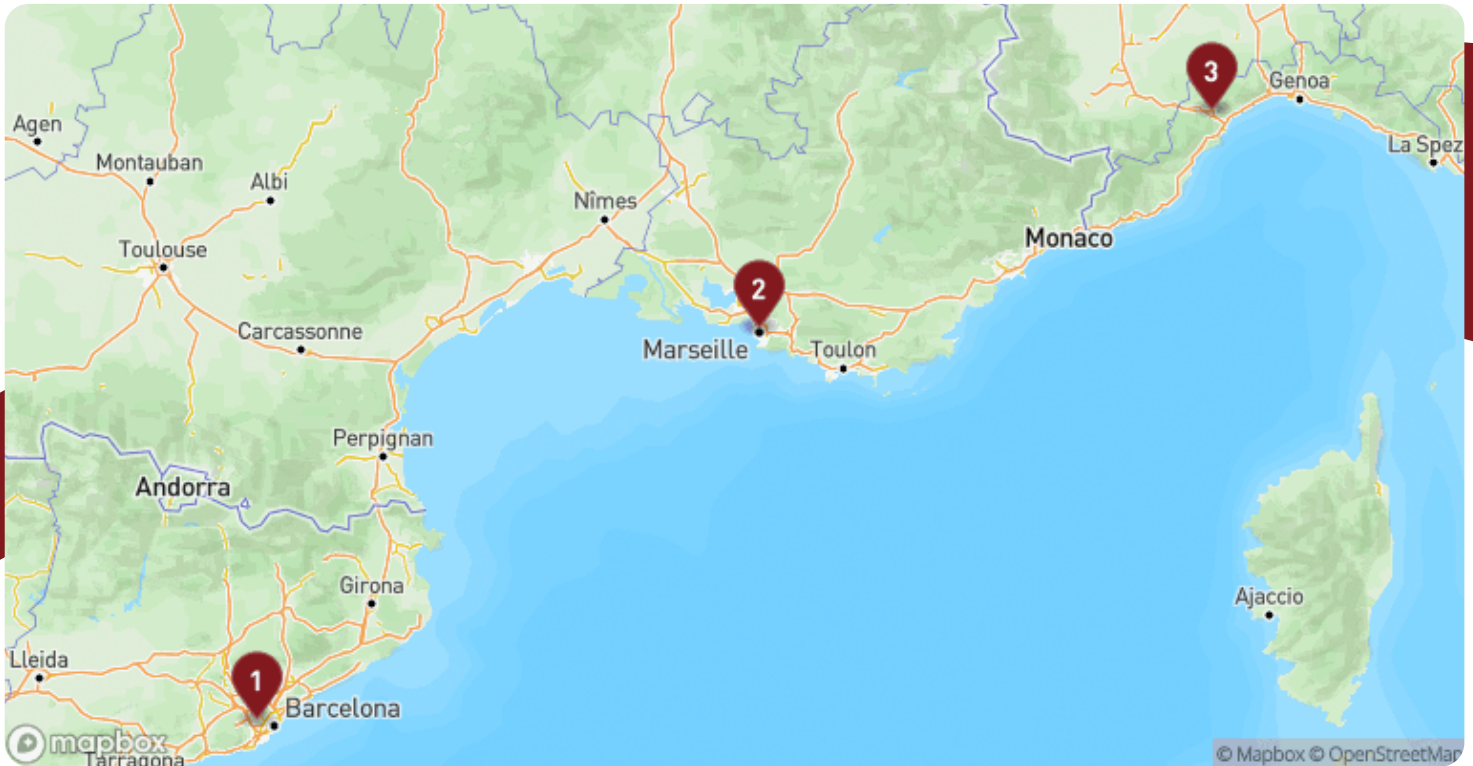 3
Genoa
Agen
La Spez
Montauban
Albi
Nîmes
Toulouse
Monaco
2
Carcassonne
Marseille
Toulon
Perpignan
Andorra
Girona
Ajaccio
Lleida
1
Barcelona
mapbox
Tarragona
© Mapbox © OpenStreetMap